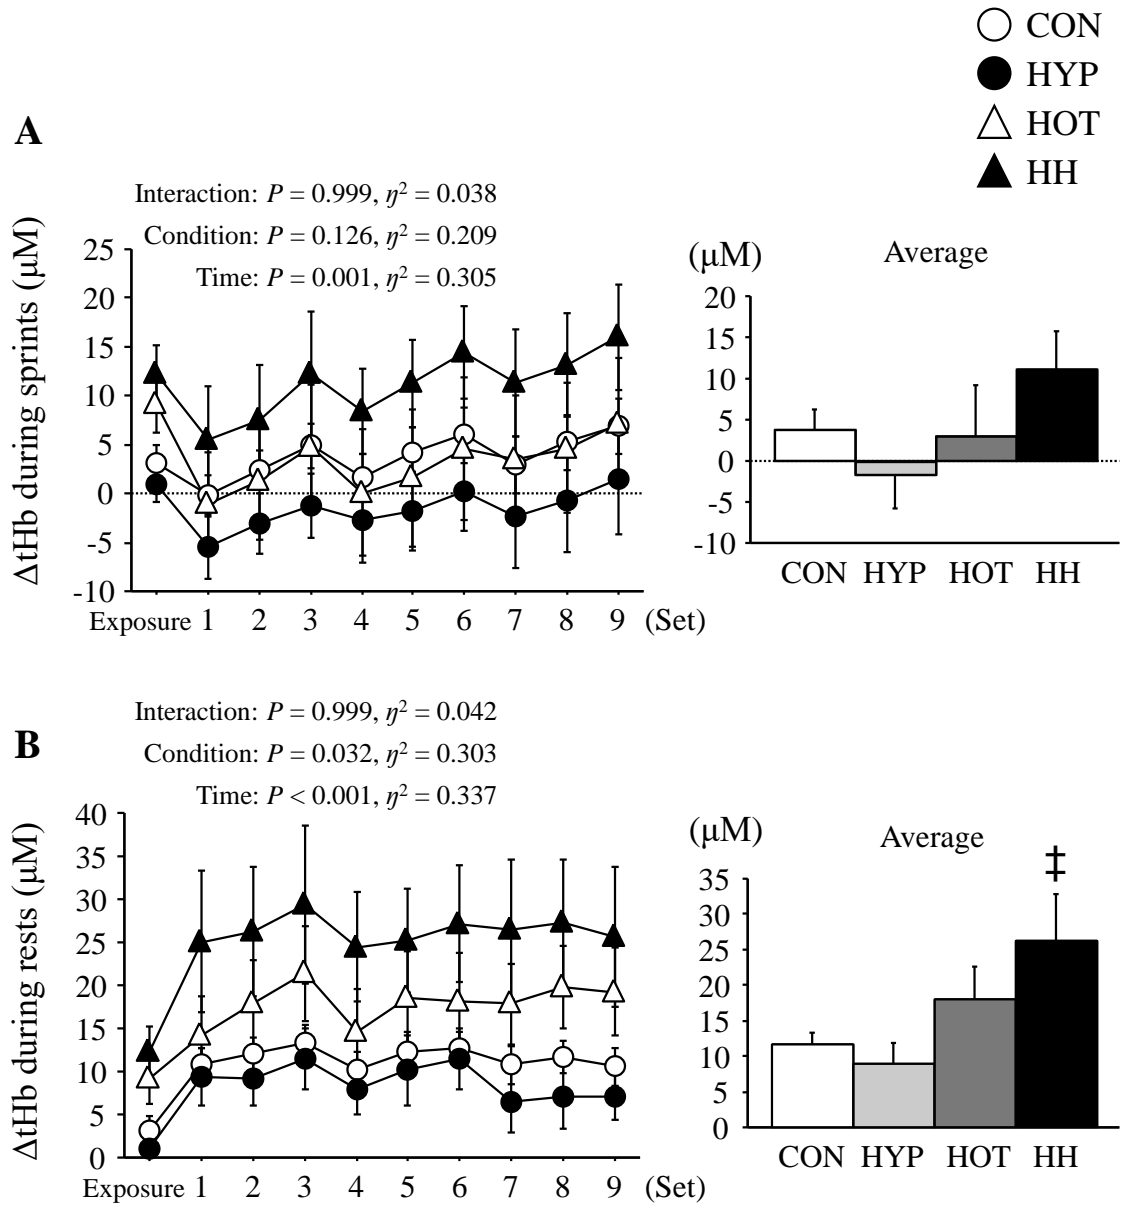 CON
HYP
HOT
HH
A
Interaction: P = 0.999, η² = 0.038
Condition: P = 0.126, η² = 0.209
Time: P = 0.001, η² = 0.305
ΔtHb during sprints (μM)
25
20
15
10
5
0
-5
-10
Exposure 1 2 3 4 5 6 7 8 9 (Set)
(μM)
Average
20
15
10
5
0
-5
-10
CON HYP HOT HH
B
Interaction: P = 0.999, η² = 0.042
Condition: P = 0.032, η² = 0.303
Time: P < 0.001, η² = 0.337
ΔtHb during rests (μM)
40
35
30
25
20
15
10
5
0
Exposure 1 2 3 4 5 6 7 8 9 (Set)
(μM)
Average
‡
35
30
25
20
15
10
5
0
CON HYP HOT HH